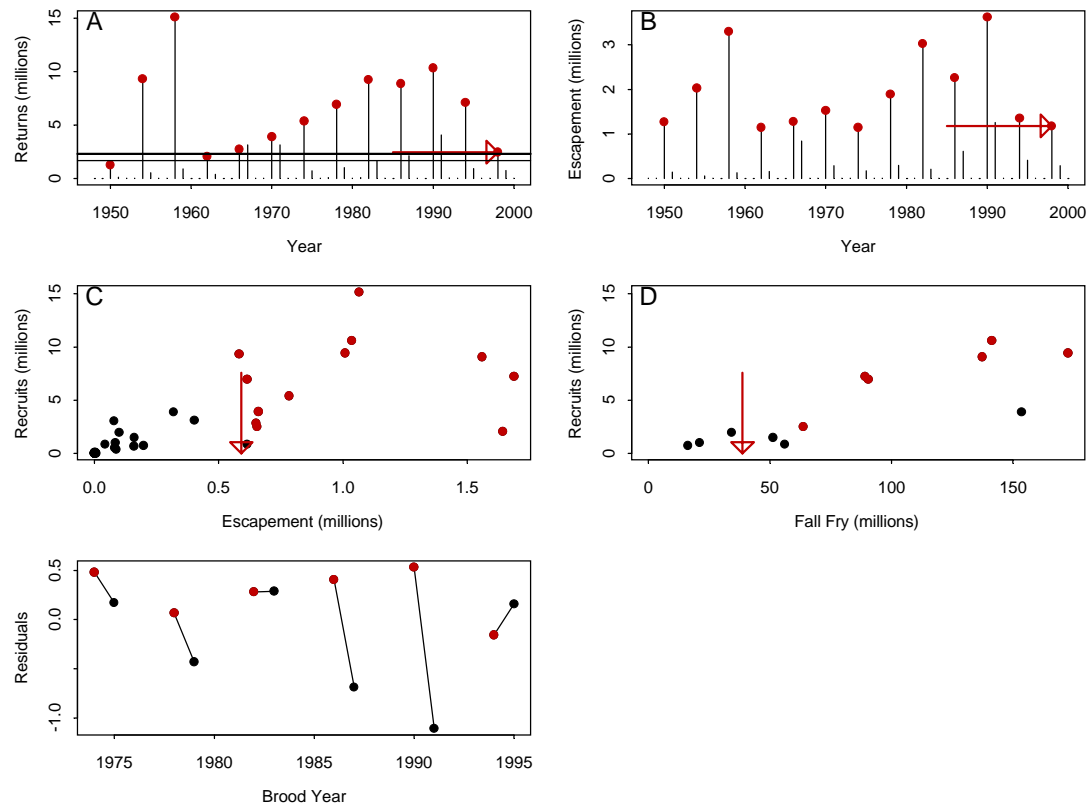 A
Returns (millions)
15
10
5
0
1950 1960 1970 1980 1990 2000
Year
B
Escapement (millions)
3
2
1
0
1950 1960 1970 1980 1990 2000
Year
C
Recruits (millions)
15
10
5
0
0.0 0.5 1.0 1.5
Escapement (millions)
D
Recruits (millions)
15
10
5
0
0 50 100 150
Fall Fry (millions)
Residuals
0.5
0.0
-1.0
1975 1980 1985 1990 1995
Brood Year